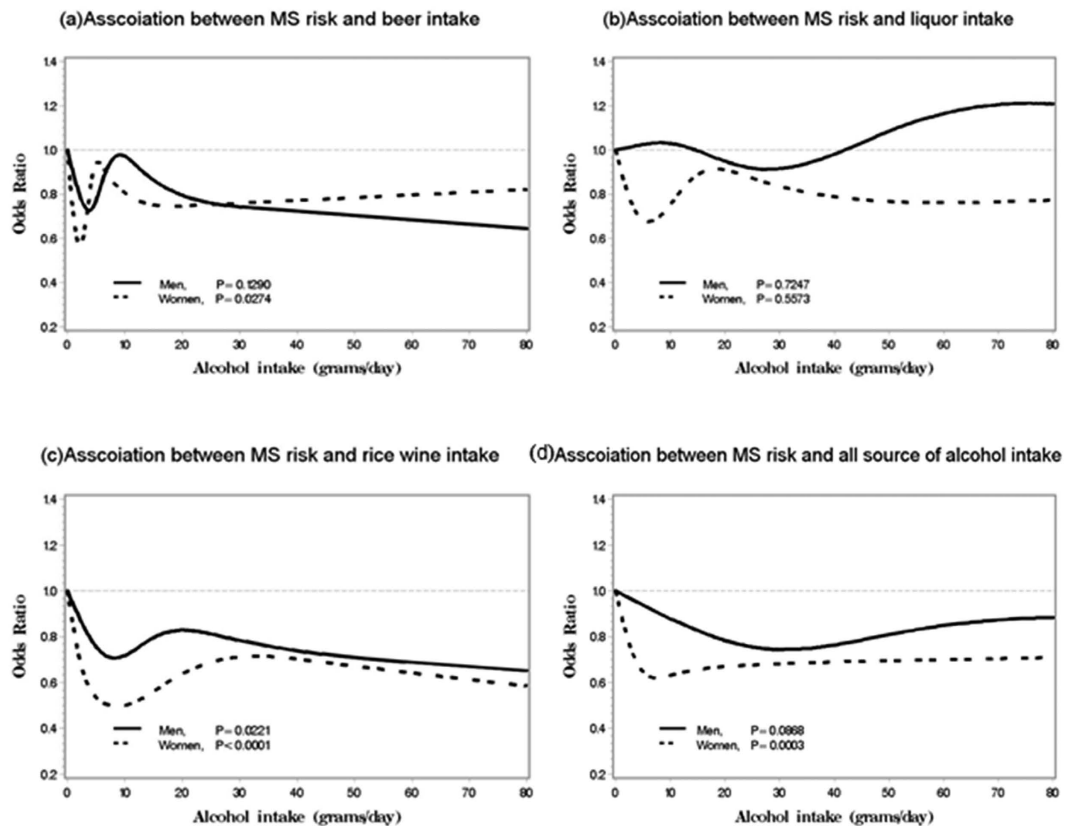 (a)Asscoiation between MS risk and beer intake
1.4
1.2
1.0
0.8
0.6
0.4
0.2
Odds Ratio
Men, P=0.1290
Women, P=0.0274
0 10 20 30 40 50 60 70 80
Alcohol intake (grams/day)
(b)Asscoiation between MS risk and liquor intake
1.4
1.2
1.0
0.8
0.6
0.4
0.2
Odds Ratio
Men, P=0.7247
Women, P=0.5573
0 10 20 30 40 50 60 70 80
Alcohol intake (grams/day)
(c)Asscoiation between MS risk and rice wine intake
1.4
1.2
1.0
0.8
0.6
0.4
0.2
Odds Ratio
Men, P=0.0221
Women, P<0.0001
0 10 20 30 40 50 60 70 80
Alcohol intake (grams/day)
(d)Asscoiation between MS risk and all source of alcohol intake
1.4
1.2
1.0
0.8
0.6
0.4
0.2
Odds Ratio
Men, P=0.0868
Women, P=0.0003
0 10 20 30 40 50 60 70 80
Alcohol intake (grams/day)